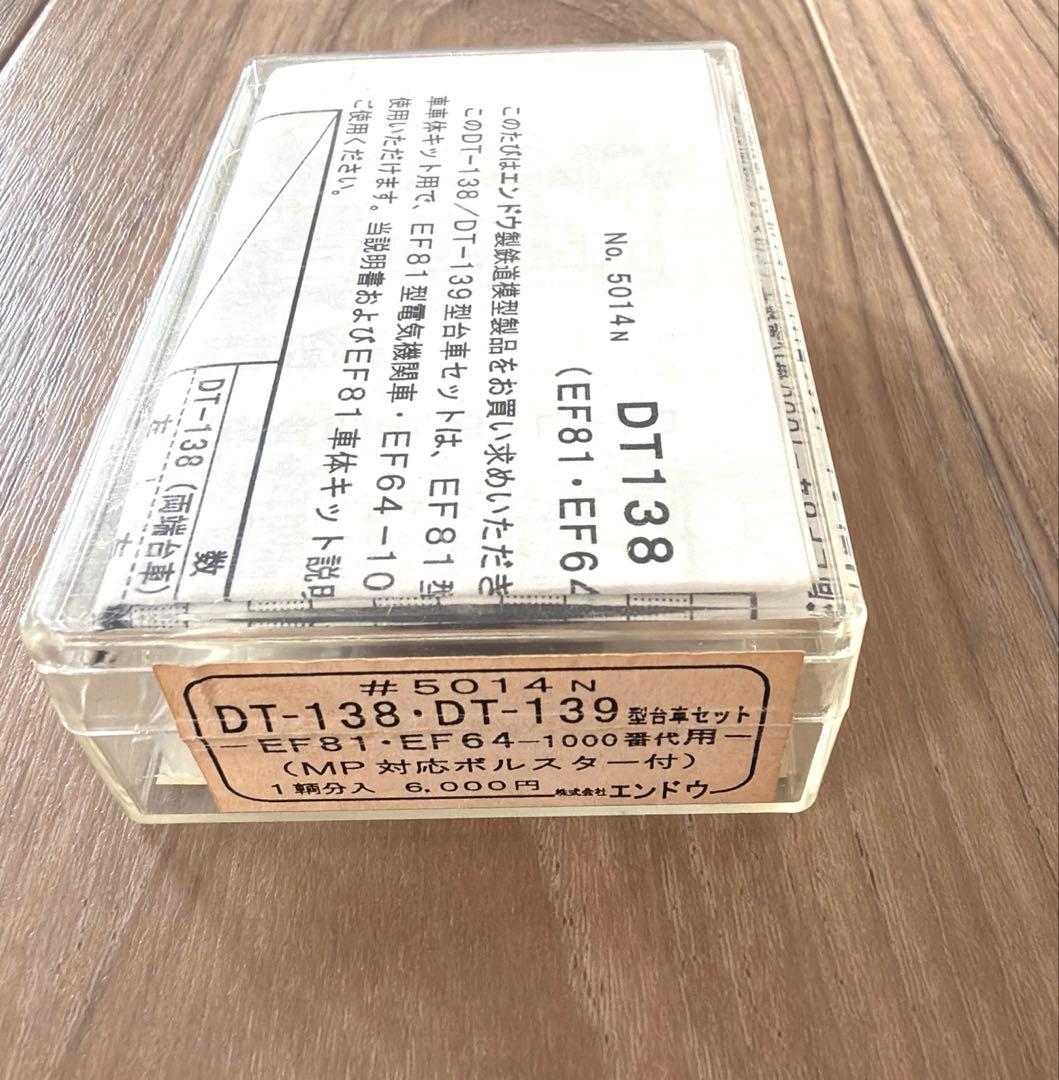 No. 5014N
DT138
(EF81・EF64
このたびはエンドウ製鉄道模型製品をお買い求めいただき
このDT-138/DT-139型台車セットは、EF81型
車車体キット用で、EF81型電気機関車・EF64-10
使用いただけます。当説明書およびEF81車体キット説明
ご使用ください。
数
DT-138(両端台車)
#5014N
DT-138・DT-139型台車セット
-EF81・EF64-1000番代用-
(MP対応ボルスター付)
1輌分入 6,000円 株式会社エンドウ